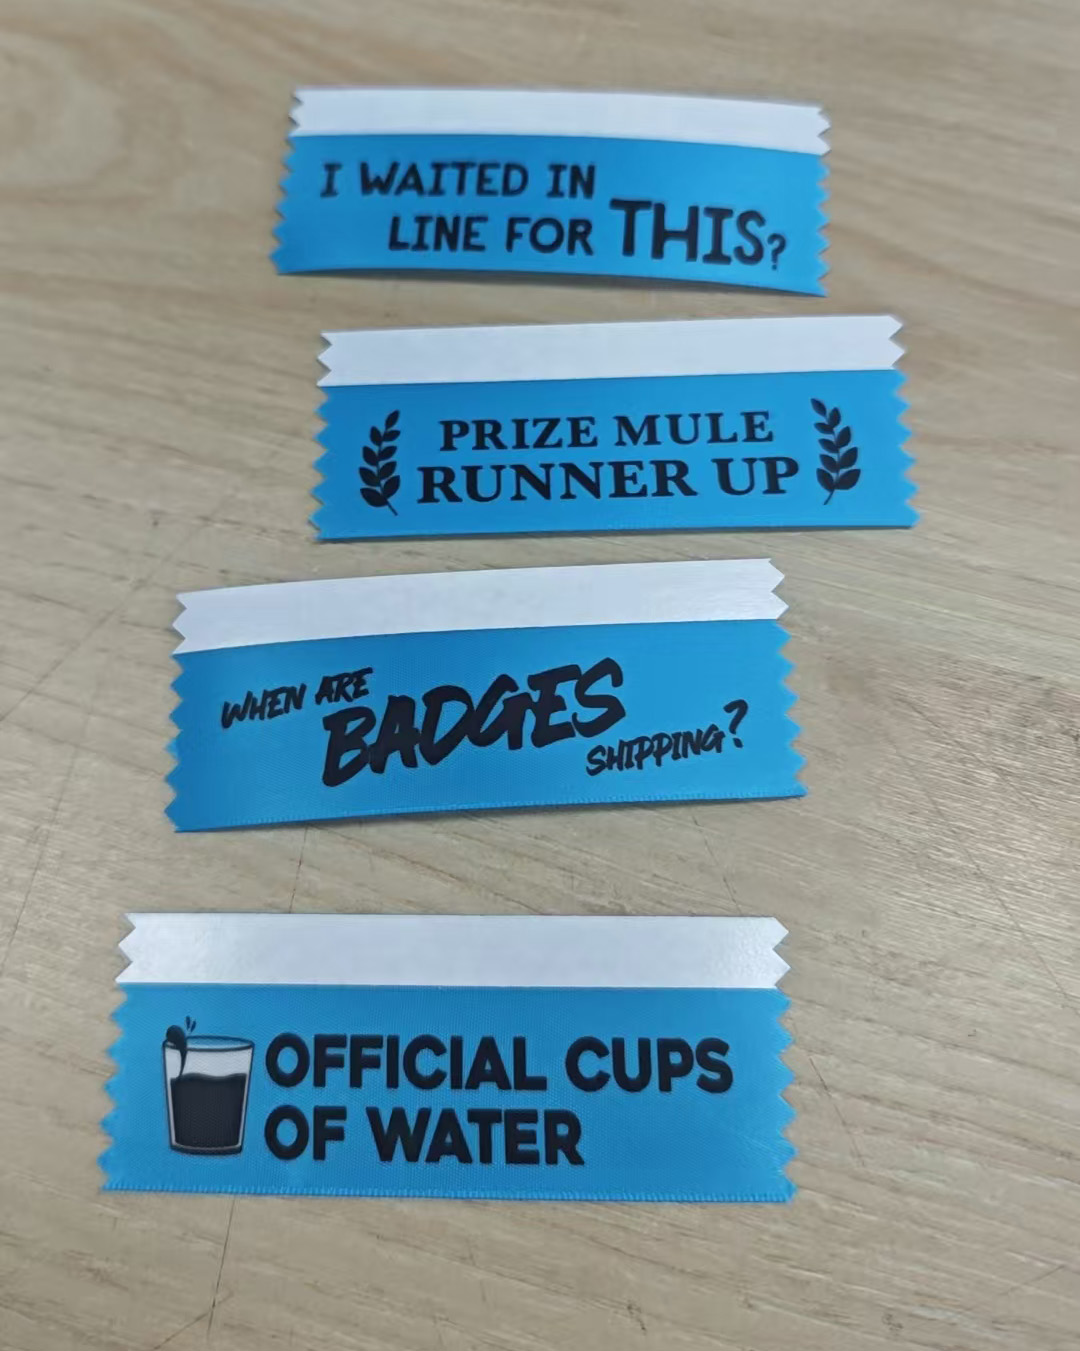 I WAITED IN
LINE FOR THIS?
PRIZE MULE
RUNNER UP
WHEN ARE
BADGES
SHIPPING?
OFFICIAL CUPS
OF WATER